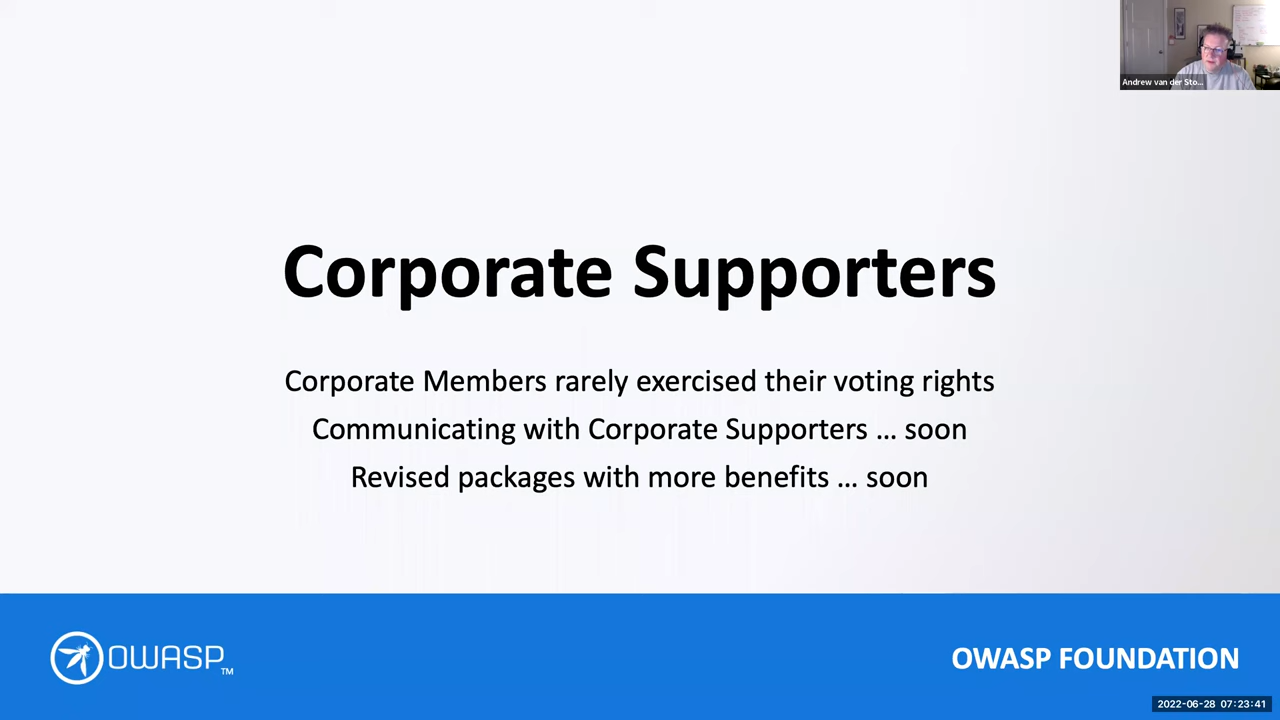 Andrew van der Sto...
Corporate Supporters
Corporate Members rarely exercised their voting rights
Communicating with Corporate Supporters ... soon
Revised packages with more benefits ... soon
OWASP TM
OWASP FOUNDATION
2022-06-28 07:23:41